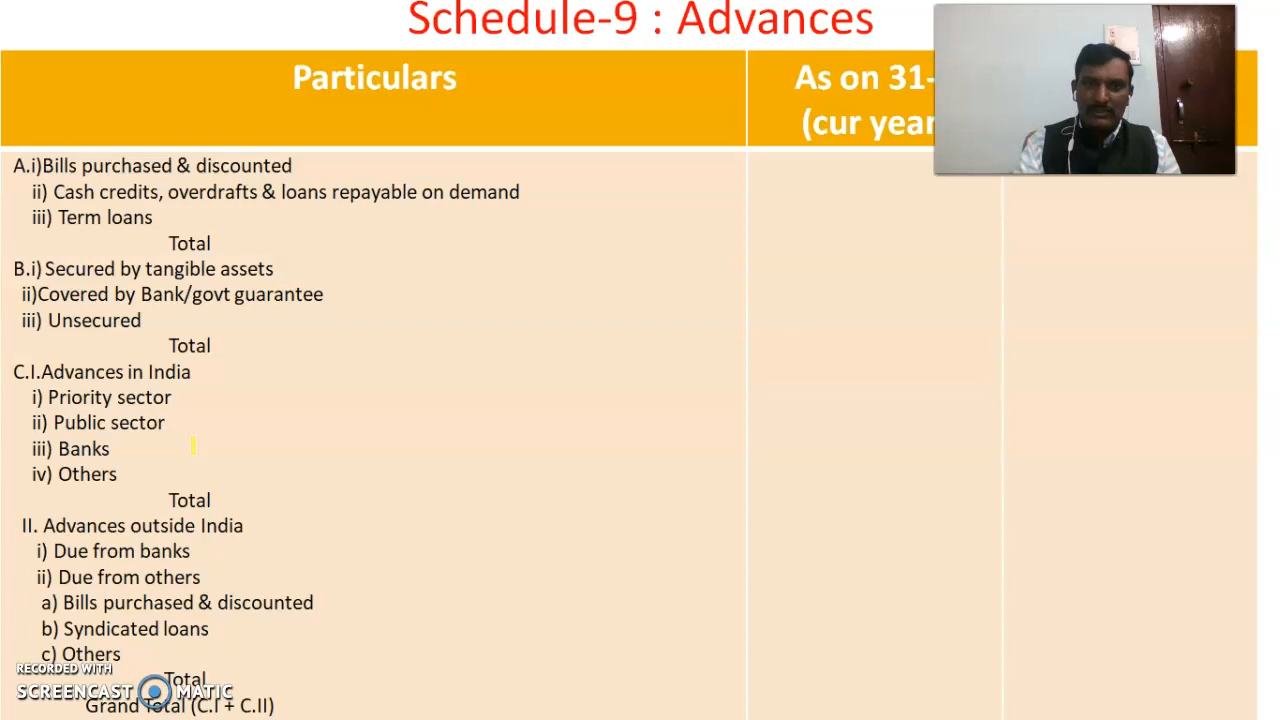 Schedule-9 : Advances
Particulars
As on 31-
(cur year
A.i)Bills purchased & discounted
ii) Cash credits, overdrafts & loans repayable on demand
iii) Term loans
Total
B.i) Secured by tangible assets
ii)Covered by Bank/govt guarantee
iii) Unsecured
Total
C.I.Advances in India
i) Priority sector
ii) Public sector
iii) Banks
iv) Others
Total
II. Advances outside India
i) Due from banks
ii) Due from others
a) Bills purchased & discounted
b) Syndicated loans
c) Others
RECORDED WITH
Total
SCREENCAST MATIC
Grand Total (C.I + C.II)